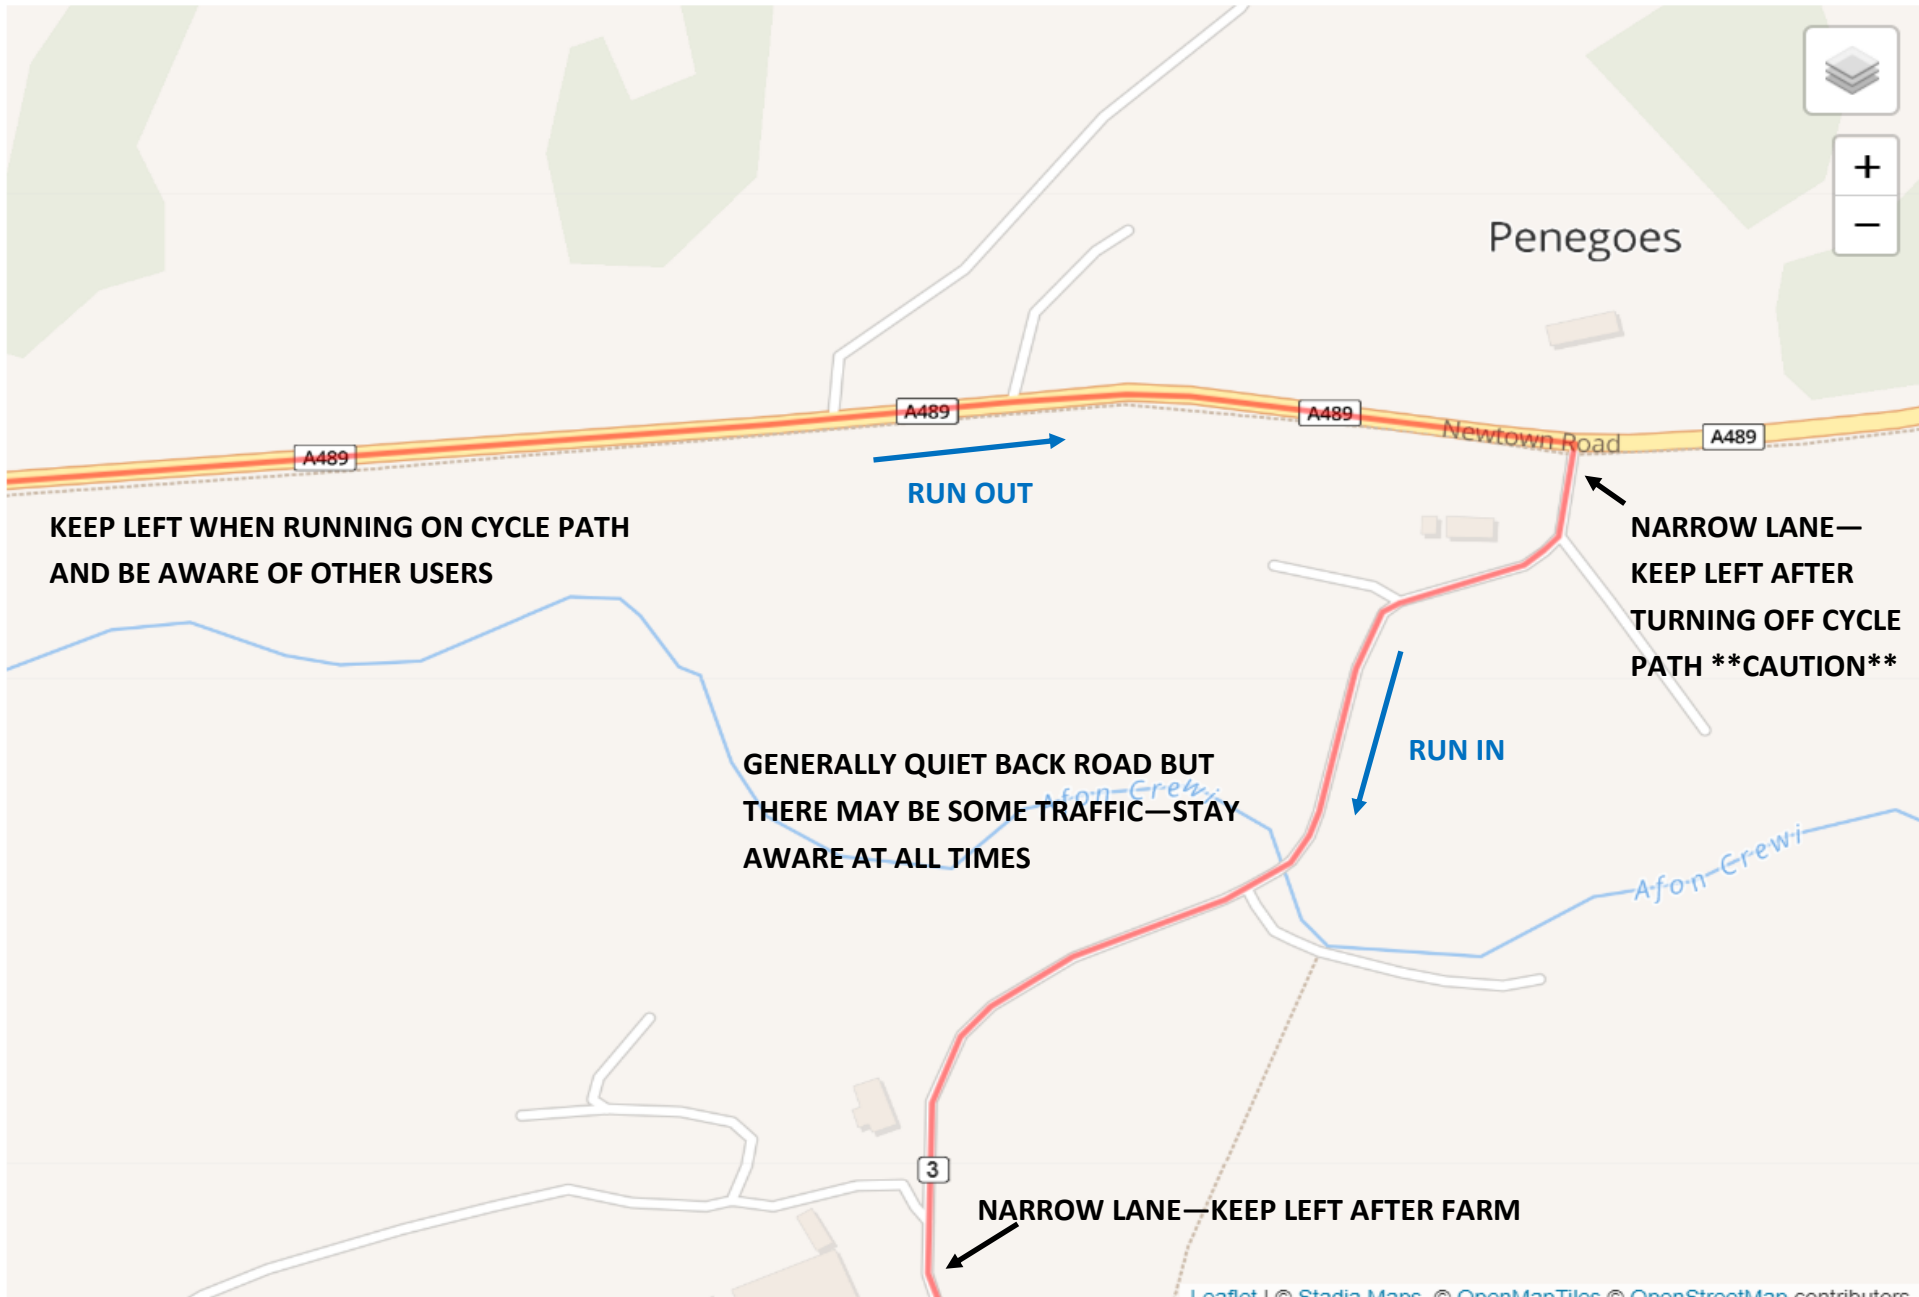 +
−
Penegoes
A489
A489
A489
Newtown Road
A489
RUN OUT
KEEP LEFT WHEN RUNNING ON CYCLE PATH
AND BE AWARE OF OTHER USERS
NARROW LANE—
KEEP LEFT AFTER
TURNING OFF CYCLE
PATH **CAUTION**
RUN IN
GENERALLY QUIET BACK ROAD BUT
THERE MAY BE SOME TRAFFIC—STAY
AWARE AT ALL TIMES
Afon Crewi
Afon Crewi
3
NARROW LANE—KEEP LEFT AFTER FARM
Leaflet | © Stadia Maps, © OpenMapTiles © OpenStreetMap contributors